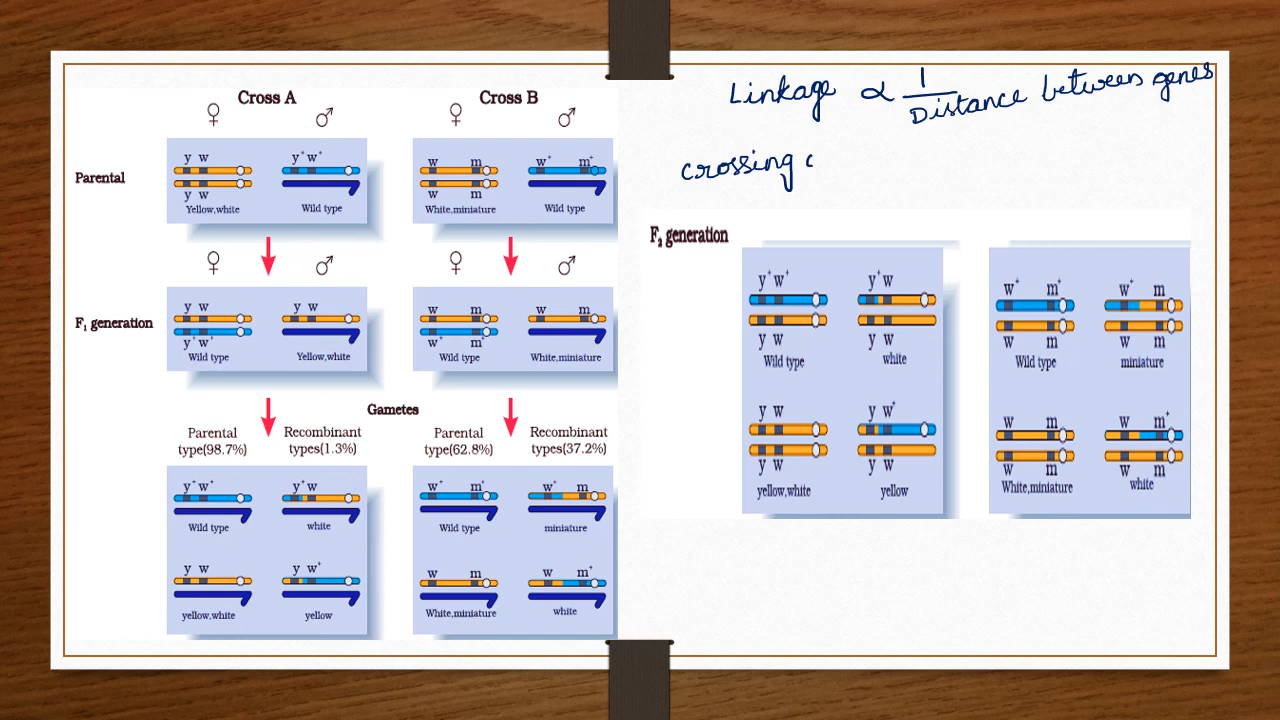 Cross A
Cross B
♀ ♂ ♀ ♂
Parental
y w
y⁺ w⁺
w m
w⁺ m⁺
y w
w m
Yellow,white
Wild type
White,miniature
Wild type
♀ ♂ ♀ ♂
F₁ generation
y w
y w
w m
w m
y⁺ w⁺
w⁺ m⁺
Wild type
Yellow,white
Wild type
White,miniature
Gametes
Parental
type(98.7%)
Recombinant
types(1.3%)
Parental
type(62.8%)
Recombinant
types(37.2%)
y⁺ w⁺
y⁺ w
w⁺ m⁺
w⁺ m
Wild type
white
Wild type
miniature
y w
y w⁺
w m
w m⁺
yellow,white
yellow
White,miniature
white
Linkage ∝ 1
Distance between genes
crossing
F₂ generation
y⁺ w⁺
y⁺ w
w⁺ m⁺
w⁺ m
y w
y w
w m
w m
Wild type
white
Wild type
miniature
y w
y w⁺
w m
w m⁺
y w
y w
w m
w m
yellow,white
yellow
White,miniature
white